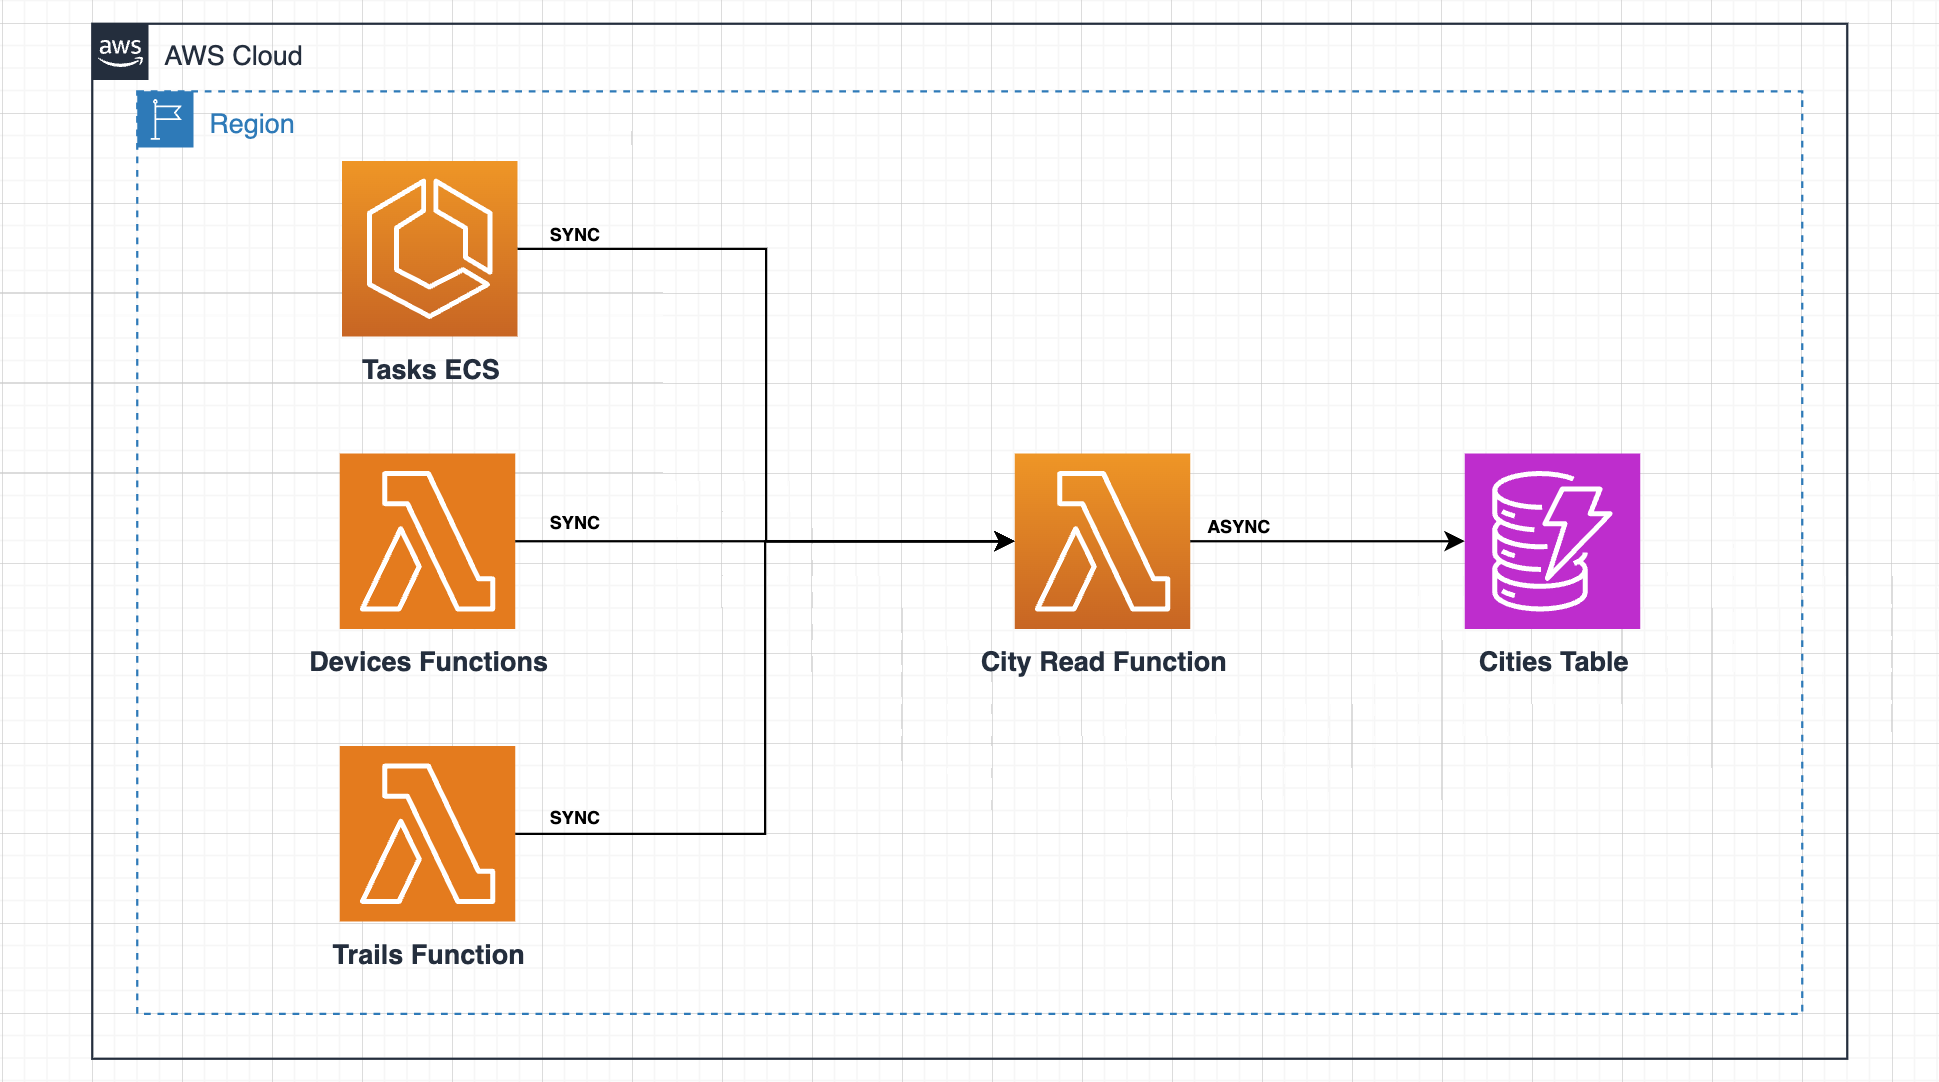 aws
AWS Cloud
Region
SYNC
Tasks ECS
SYNC
ASYNC
Devices Functions
City Read Function
Cities Table
SYNC
Trails Function